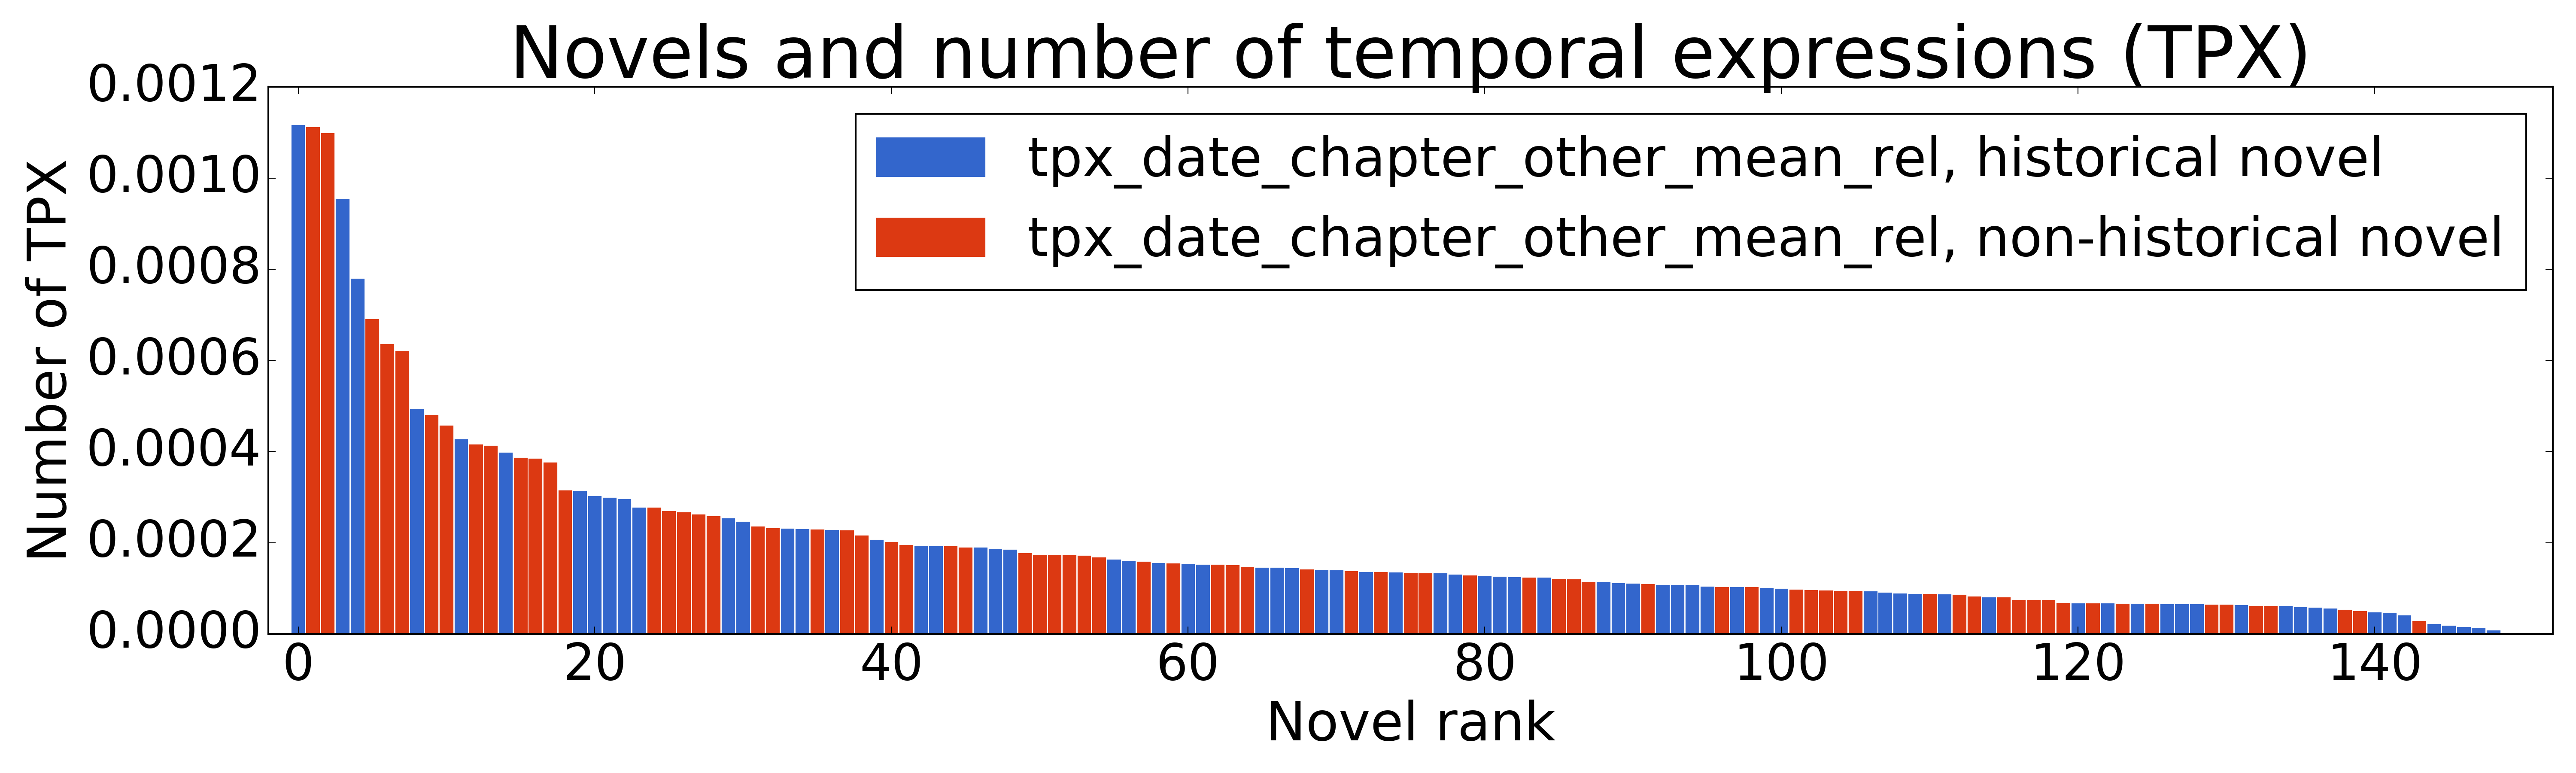 Novels and number of temporal expressions (TPX)
0.0012
0.0010
0.0008
0.0006
0.0004
0.0002
0.0000
Number of TPX
tpx_date_chapter_other_mean_rel, historical novel
tpx_date_chapter_other_mean_rel, non-historical novel
0 20 40 60 80 100 120 140
Novel rank